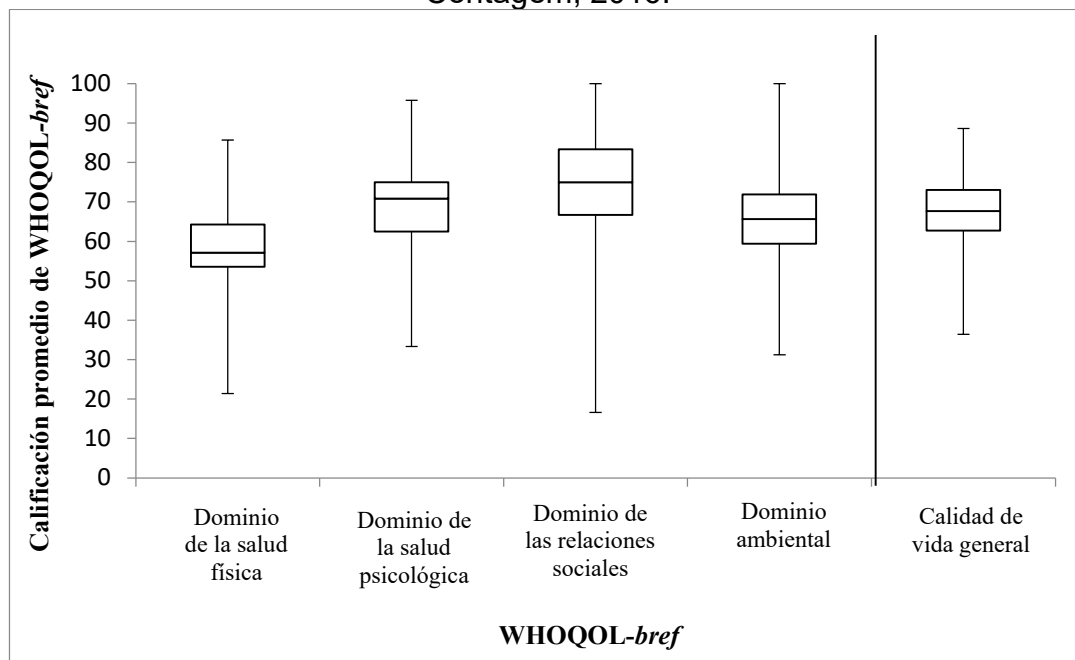 Contagem,
Calificación promedio de WHOQOL-bref
100
90
80
70
60
50
40
30
20
10
0
Dominio
de la salud
física
Dominio de
la salud
psicológica
Dominio de
las relaciones
sociales
Dominio
ambiental
Calidad de
vida general
WHOQOL-bref